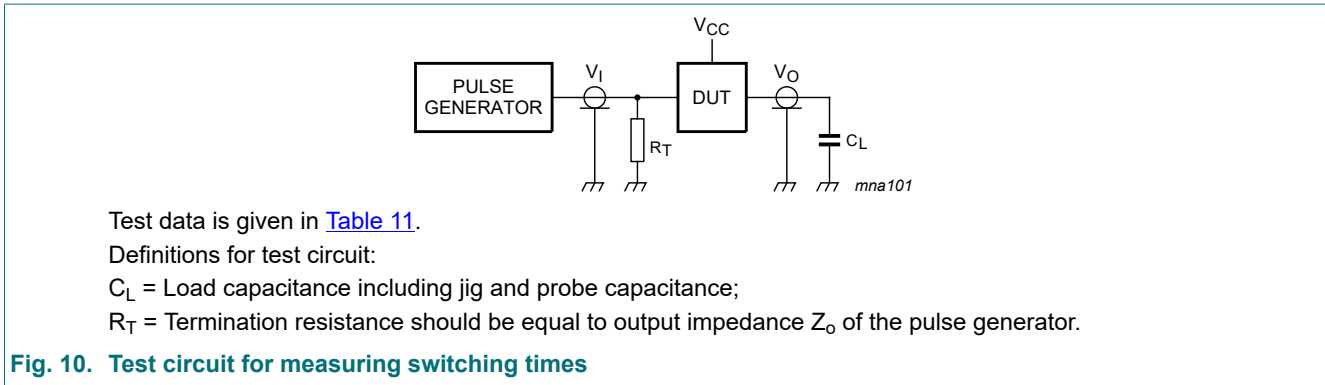 VCC
PULSE
GENERATOR
VI
DUT
VO
RT
CL
mna101
Test data is given in Table 11.
Definitions for test circuit:
CL = Load capacitance including jig and probe capacitance;
RT = Termination resistance should be equal to output impedance Zo of the pulse generator.
Fig. 10. Test circuit for measuring switching times